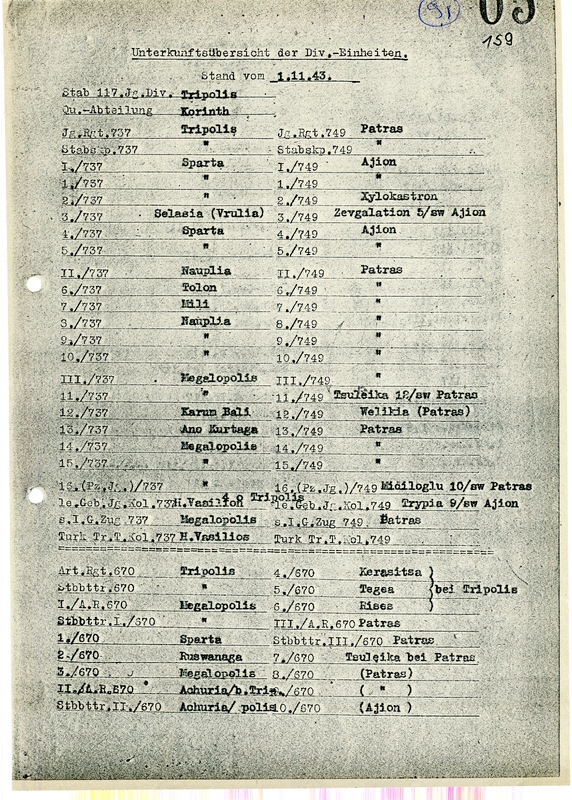 91
05
159
Unterkunftsübersicht der Div.-Einheiten.
Stand vom 1.11.43.
Stab 117.Jg.Div. Tripolis
Qu.-Abteilung Korinth
Jg.Rgt.737 Tripolis Jg.Rgt.749 Patras
Stabskp.737 " Stabskp.749 "
I./737 Sparta I./749 Ajion
1./737 " 1./749 "
2./737 " 2./749 Xylokastron
3./737 Selasia (Vrulia) 3./749 Zevgalation 5/sw Ajion
4./737 Sparta 4./749 Ajion
5./737 " 5./749 "
II./737 Nauplia II./749 Patras
6./737 Tolon 6./749 "
7./737 Mili 7./749 "
8./737 Nauplia 8./749 "
9./737 " 9./749 "
10./737 " 10./749 "
III./737 Megalopolis III./749 "
11./737 " 11./749 Tsuleika 12/sw Patras
12./737 Karum Bali 12./749 Welikia (Patras)
13./737 Ano Kurtaga 13./749 Patras
14./737 Megalopolis 14./749 "
15./737 " 15./749 "
16.(Pz.Jg.)/737 " 16.(Pz.Jg.)/749 Miciloglu 10/sw Patras
4 o Tripolis
le.Geb.Jg.Kol.737 H.Vasilion le.Geb.Jg.Kol.749 Trypia 9/sw Ajion
s.I.G.Zug 737 Megalopolis s.I.G.Zug 749 Patras
Turk Tr.T.Kol.737 H.Vasilios Turk Tr.T.Kol.749
Art.Rgt.670 Tripolis 4./670 Kerasitsa
Stbbttr.670 " 5./670 Tegea bei Tripolis
I./A.R.670 Megalopolis 6./670 Rises
Stbbttr.I./670 " III./A.R.670 Patras
1./670 Sparta Stbbttr.III./670 Patras
2./670 Ruswanaga 7./670 Tsuleika bei Patras
3./670 Megalopolis 8./670 (Patras)
II./A.R.670 Achuria/b.Tri 9./670 ( " )
Stbbttr.II./670 Achuria/ polis 10./670 (Ajion )